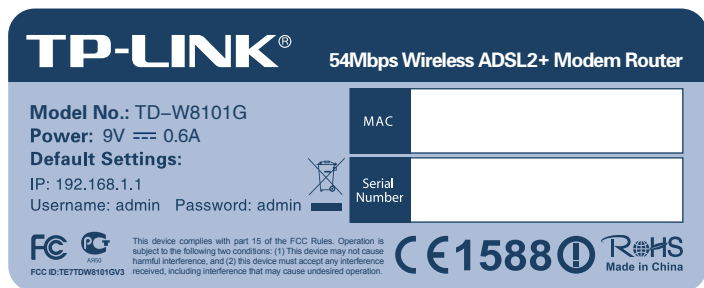 TP-LINK®
54Mbps Wireless ADSL2+ Modem Router
Model No.: TD-W8101G
Power: 9V ⎓ 0.6A
Default Settings:
IP: 192.168.1.1
Username: admin Password: admin
MAC
Serial
Number
FC
PG
AR50
FCC ID:TE7TDW8101GV3
This device complies with part 15 of the FCC Rules. Operation is
subject to the following two conditions: (1) This device may not cause
harmful interference, and (2) this device must accept any interference
received, including interference that may cause undesired operation.
CE1588
RoHS
Made in China